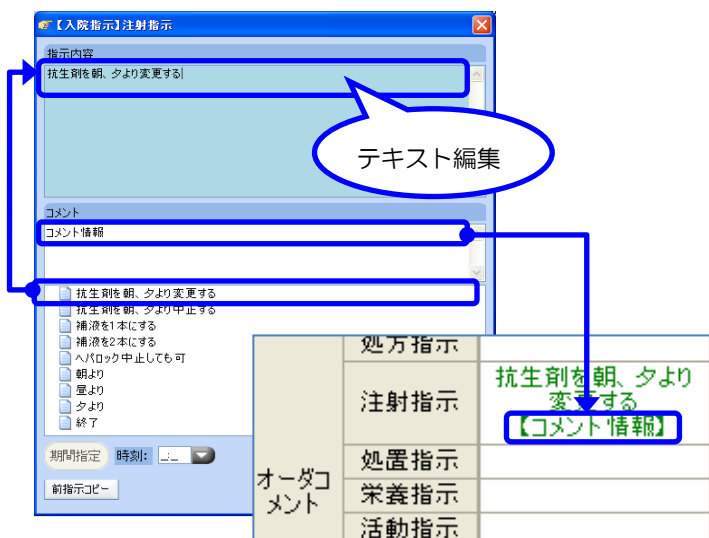 【入院指示】注射指示
指示内容
抗生剤を朝、夕より変更する
テキスト編集
コメント
コメント情報
抗生剤を朝、夕より変更する
抗生剤を朝、夕より中止する
補液を1本にする
補液を2本にする
ヘパロック中止しても可
朝より
昼より
夕より
終了
期間指定 時刻: _:_
前指示コピー
オーダコ
メント
処方指示
注射指示
抗生剤を朝、夕より
変更する
【コメント情報】
処置指示
栄養指示
活動指示